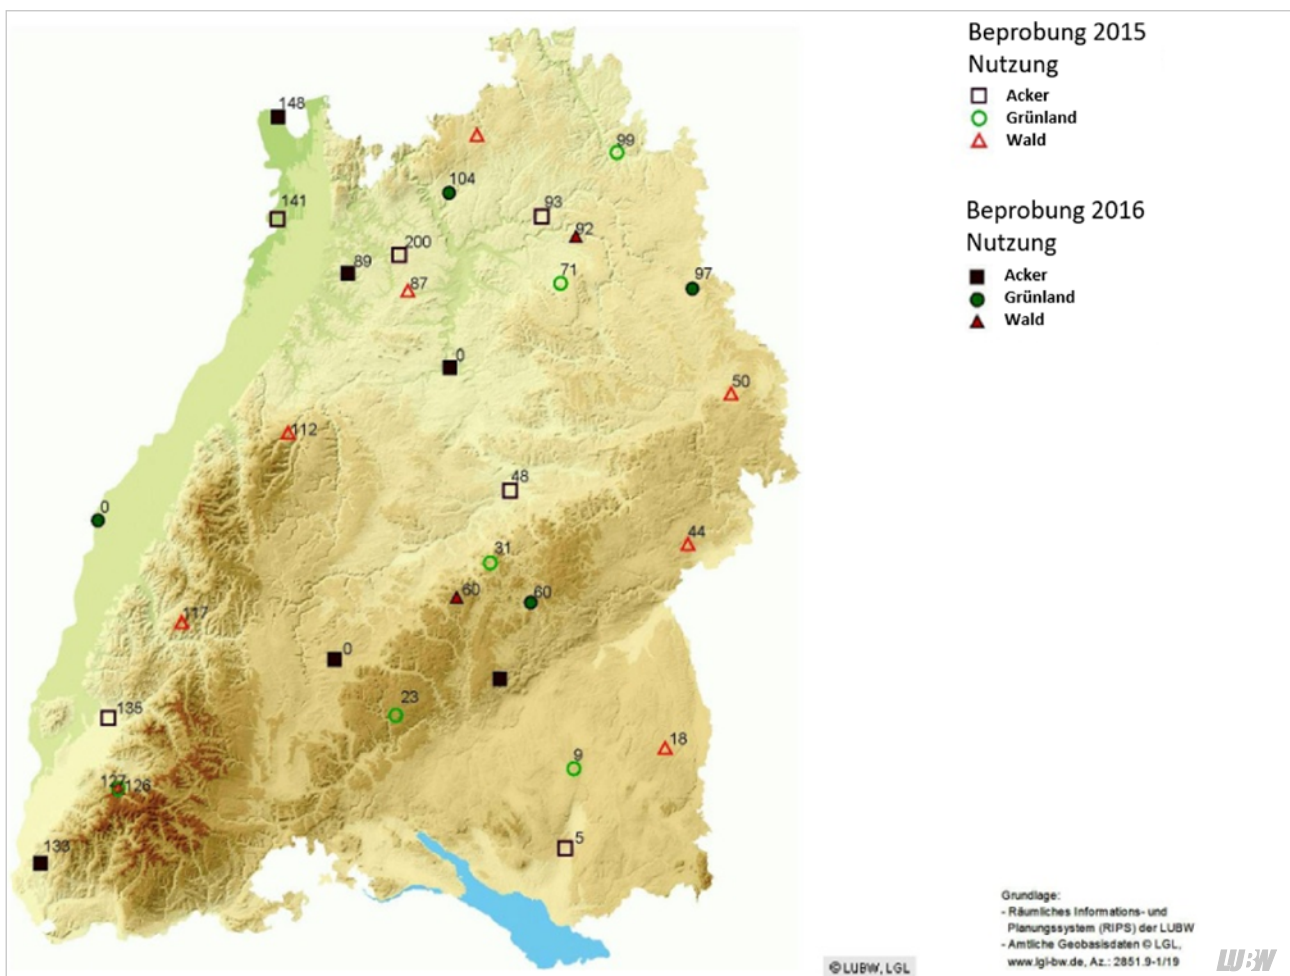 Beprobung 2015
Nutzung
Acker
Grünland
Wald
Beprobung 2016
Nutzung
Acker
Grünland
Wald
148
99
104
141
93
92
200
89
87
71
97
0
50
112
48
0
44
31
60
60
117
0
23
135
18
9
127
126
5
133
Grundlage:
- Räumliches Informations- und
Planungssystem (RIPS) der LUBW
- Amtliche Geobasisdaten © LGL,
www.lgl-bw.de, Az.: 2851.9-1/19
© LUBW, LGL
LUBW